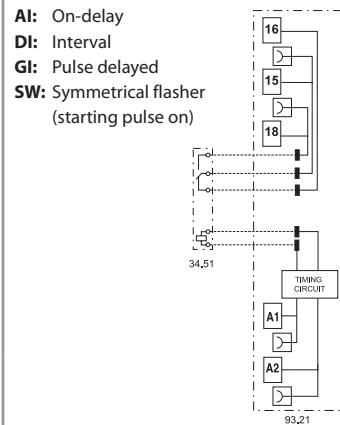 AI: On-delay
DI: Interval
GI: Pulse delayed
SW: Symmetrical flasher
(starting pulse on)
16
15
18
34.51
TIMING
CIRCUIT
A1
A2
93.21